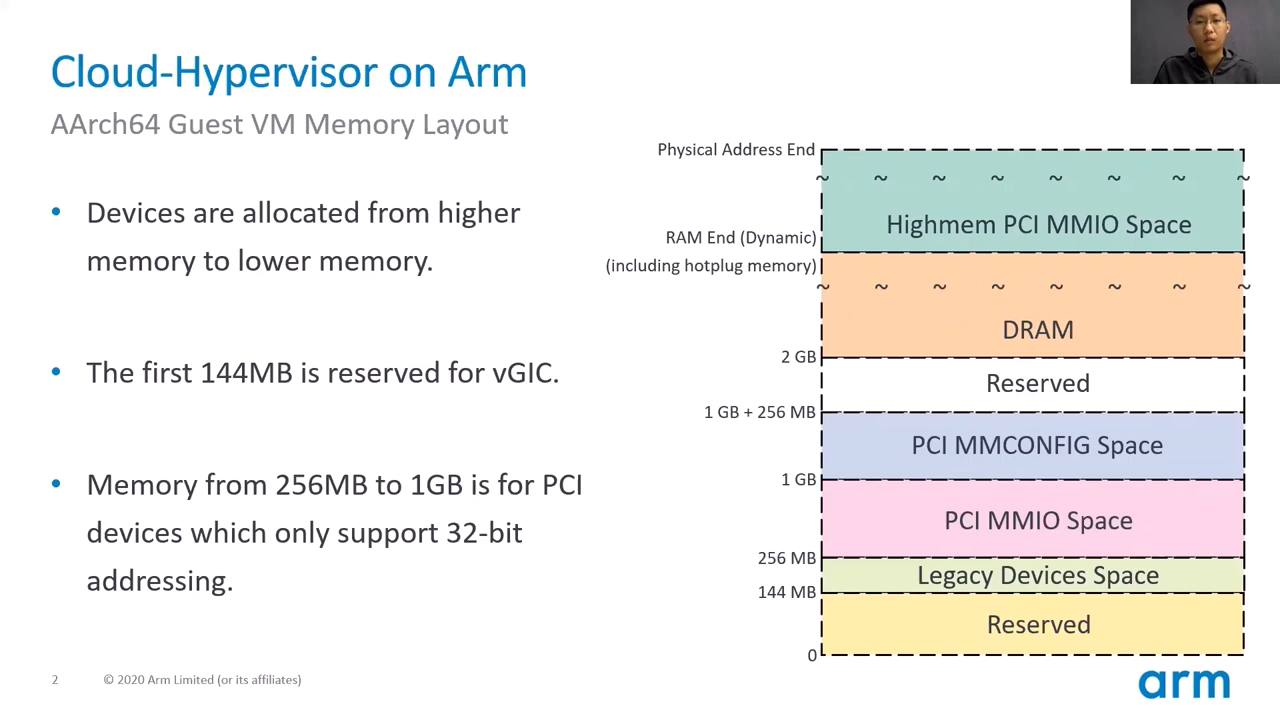 Cloud-Hypervisor on Arm
AArch64 Guest VM Memory Layout
• Devices are allocated from higher
memory to lower memory.
• The first 144MB is reserved for vGIC.
• Memory from 256MB to 1GB is for PCI
devices which only support 32-bit
addressing.
Physical Address End
~ ~ ~ ~ ~ ~ ~ ~
Highmem PCI MMIO Space
RAM End (Dynamic)
(including hotplug memory)
~ ~ ~ ~ ~ ~ ~ ~
DRAM
2 GB
Reserved
1 GB + 256 MB
PCI MMCONFIG Space
1 GB
PCI MMIO Space
256 MB
Legacy Devices Space
144 MB
Reserved
0
2 © 2020 Arm Limited (or its affiliates)
arm